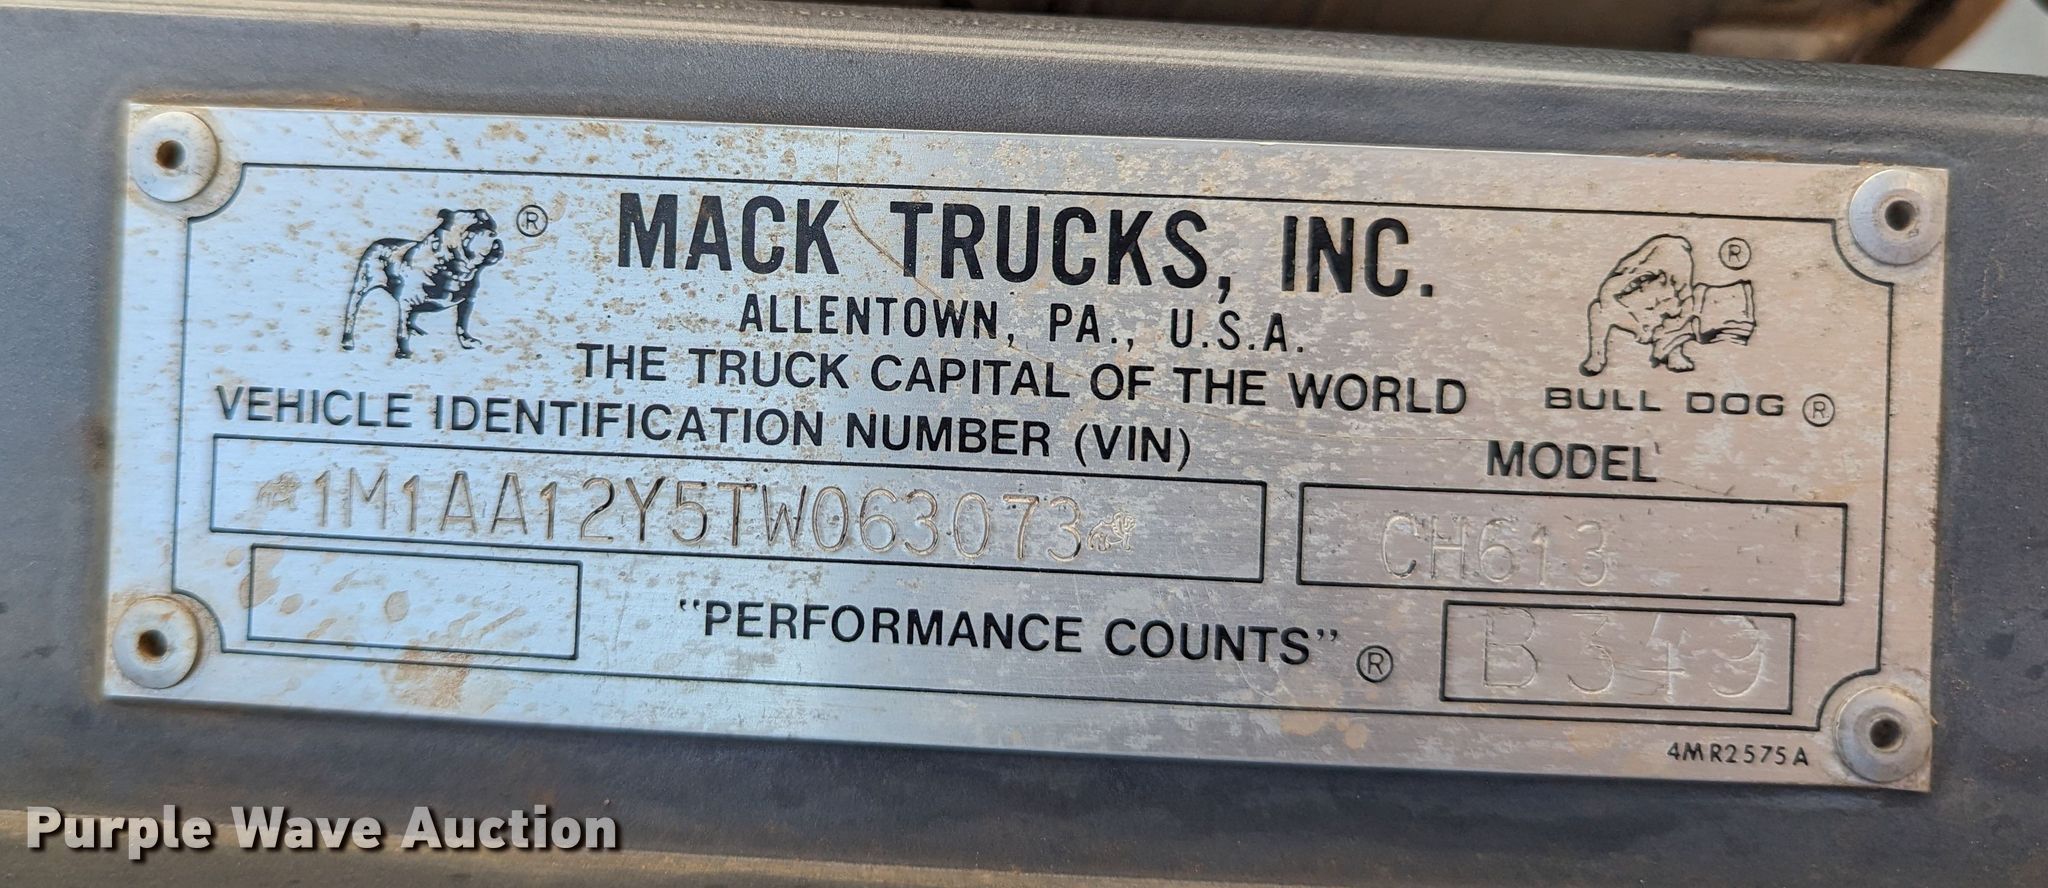 ® MACK TRUCKS, INC. ®
ALLENTOWN, PA., U.S.A.
THE TRUCK CAPITAL OF THE WORLD
BULL DOG ®
VEHICLE IDENTIFICATION NUMBER (VIN)
MODEL
1M1AA12Y5TW063073
CH613
"PERFORMANCE COUNTS" ®
B 349
4MR2575A
Purple Wave Auction